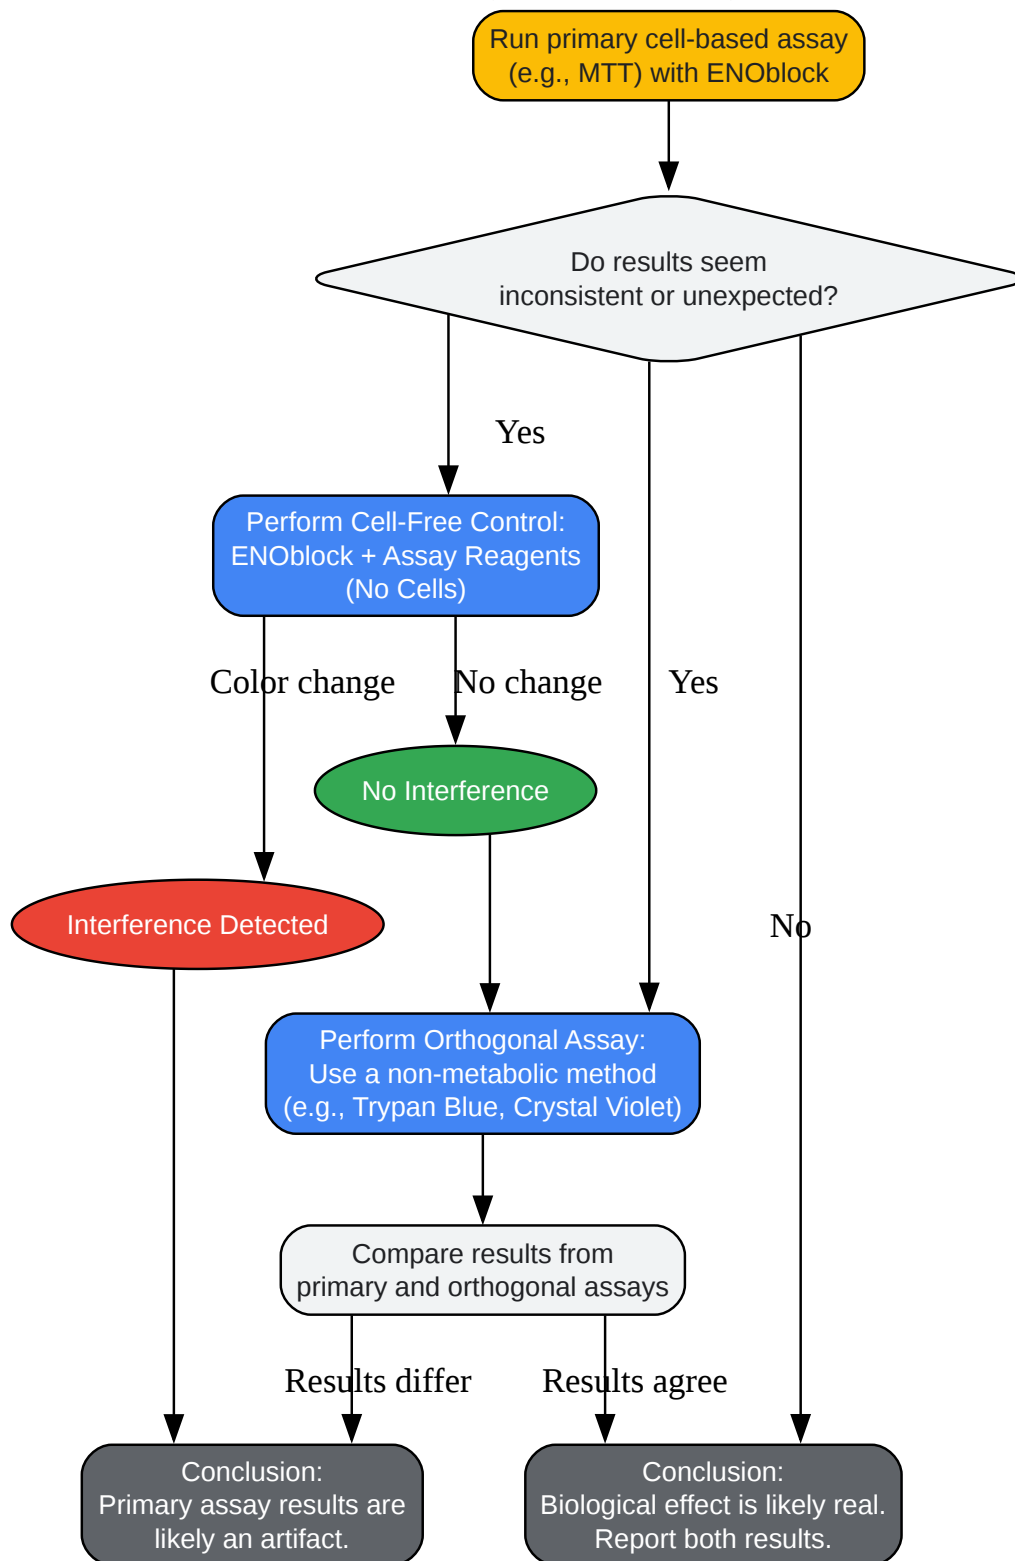 Run primary cell-based assay
(e.g., MTT) with ENOblock
Do results seem
inconsistent or unexpected?
Yes
Perform Cell-Free Control:
ENOblock + Assay Reagents
(No Cells)
Color change
No change
Yes
No Interference
Interference Detected
No
Perform Orthogonal Assay:
Use a non-metabolic method
(e.g., Trypan Blue, Crystal Violet)
Compare results from
primary and orthogonal assays
Results differ
Results agree
Conclusion:
Primary assay results are
likely an artifact.
Conclusion:
Biological effect is likely real.
Report both results.